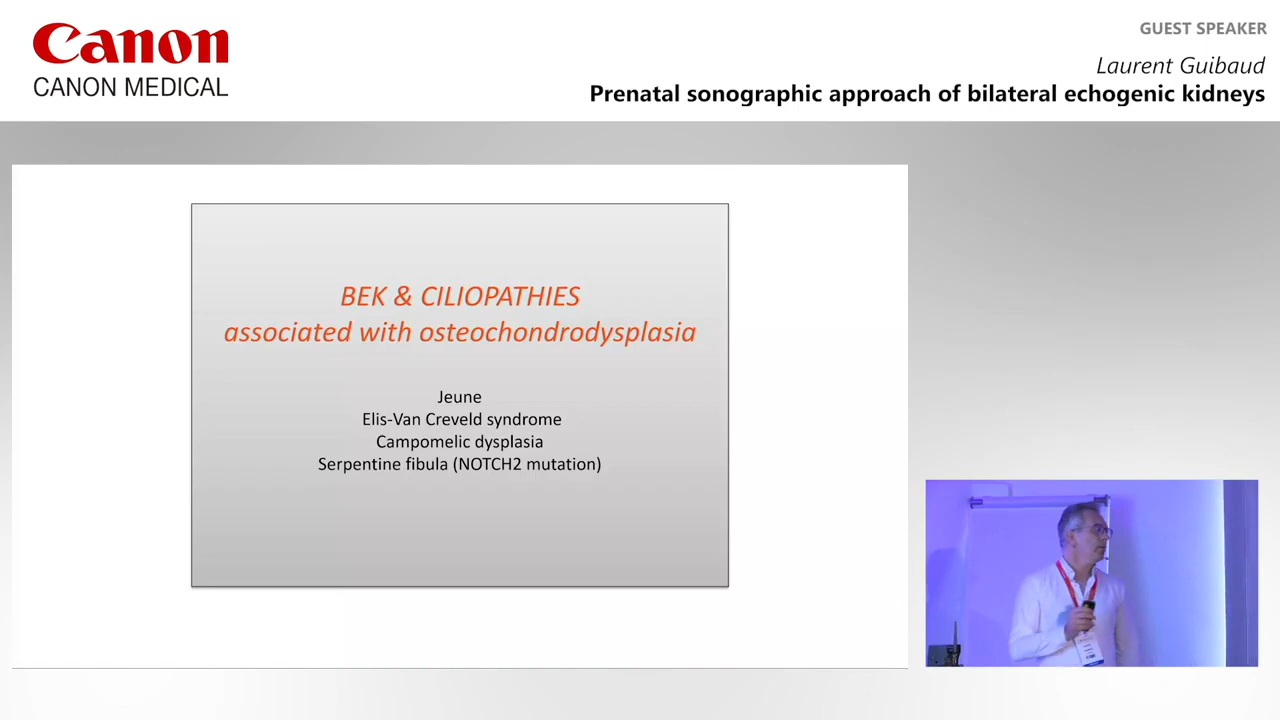 Canon
CANON MEDICAL
GUEST SPEAKER
Laurent Guibaud
Prenatal sonographic approach of bilateral echogenic kidneys
BEK & CILIOPATHIES
associated with osteochondrodysplasia
Jeune
Elis-Van Creveld syndrome
Campomelic dysplasia
Serpentine fibula (NOTCH2 mutation)